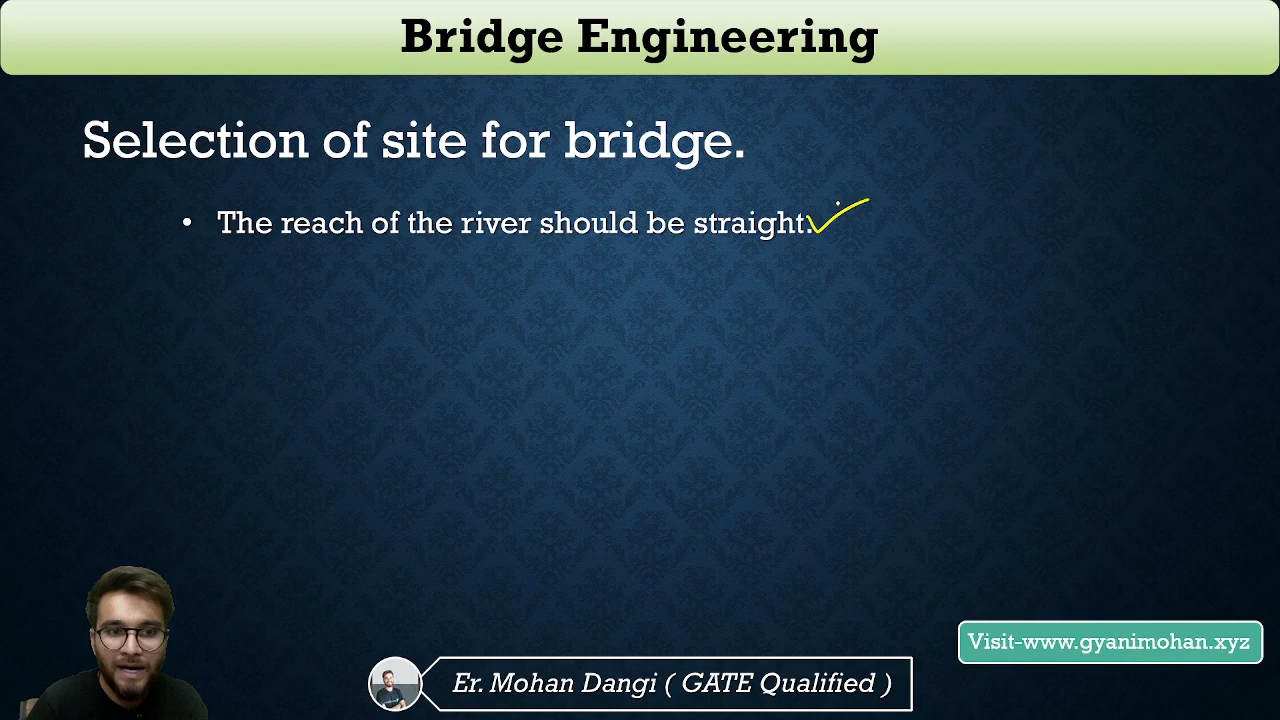 Bridge Engineering
Selection of site for bridge.
• The reach of the river should be straight.
Visit-www.gyanimohan.xyz
Er. Mohan Dangi ( GATE Qualified )